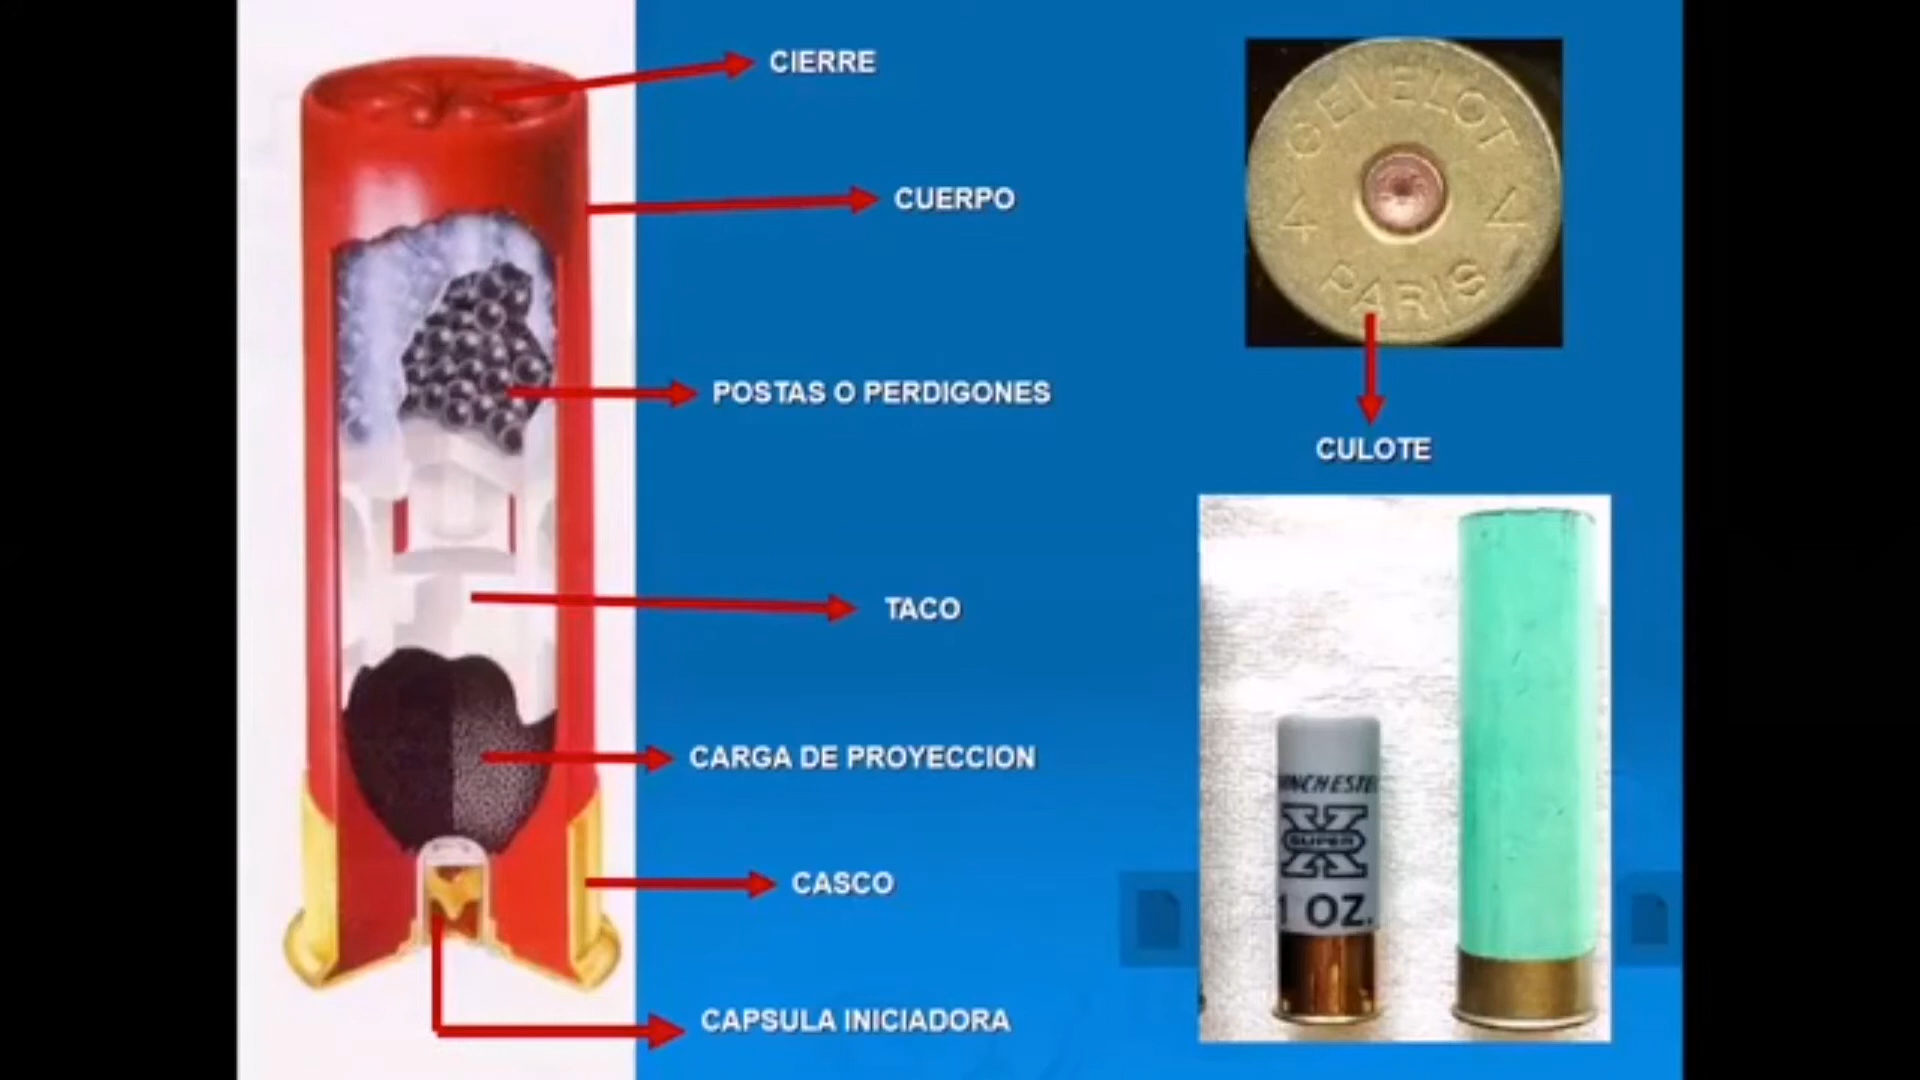 CIERRE
CUERPO
POSTAS O PERDIGONES
TACO
CARGA DE PROYECCION
CASCO
CAPSULA INICIADORA
GEVELOT
4 4
PARIS
CULOTE
WINCHESTER
SUPER X
1 OZ.